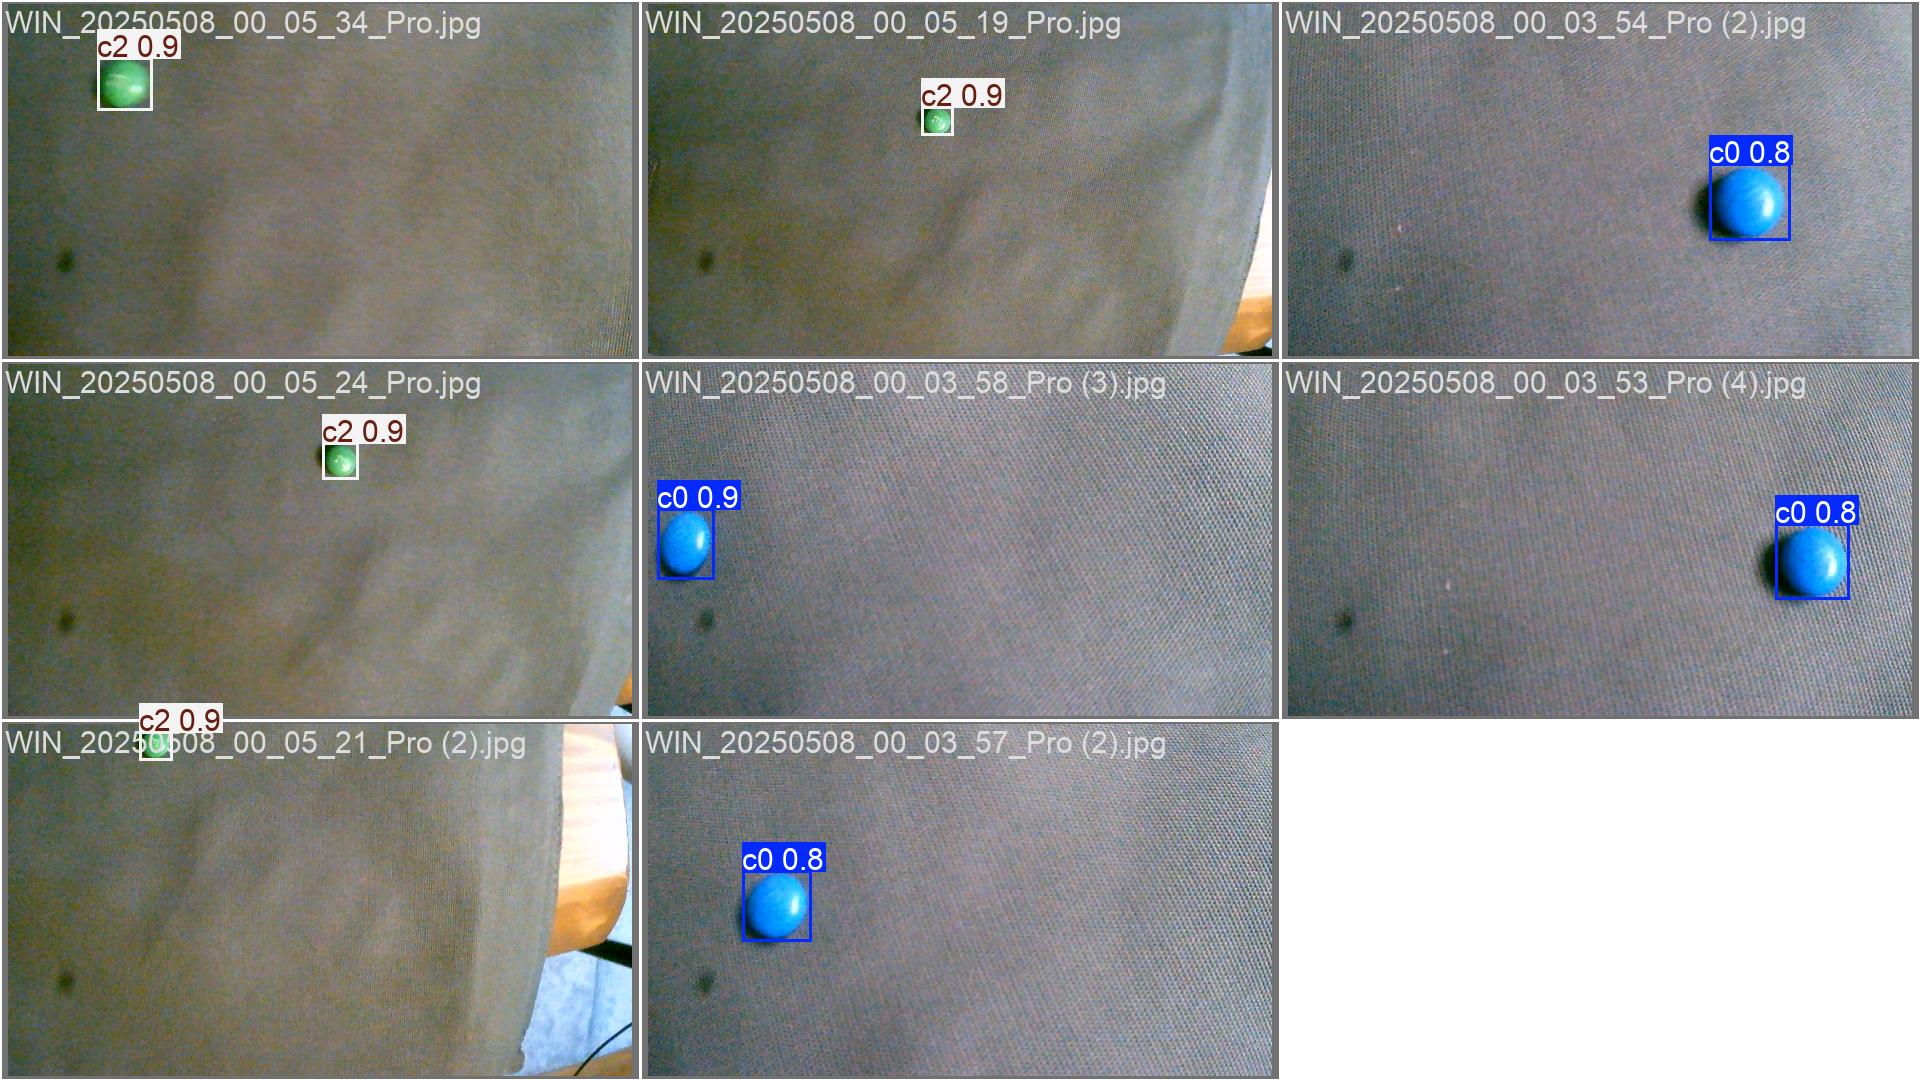 WIN_20250508_00_05_34_Pro.jpg
c2 0.9
WIN_20250508_00_05_19_Pro.jpg
c2 0.9
WIN_20250508_00_03_54_Pro (2).jpg
c0 0.8
WIN_20250508_00_05_24_Pro.jpg
c2 0.9
WIN_20250508_00_03_58_Pro (3).jpg
c0 0.9
WIN_20250508_00_03_53_Pro (4).jpg
c0 0.8
c2 0.9
WIN_20250508_00_05_21_Pro (2).jpg
WIN_20250508_00_03_57_Pro (2).jpg
c0 0.8